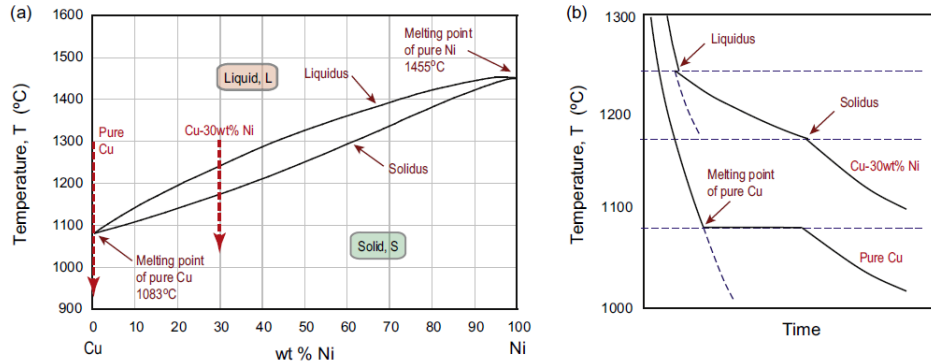 (a)
1600
1500
1400
1300
1200
1100
1000
900
Temperature, T (ºC)
Melting point
of pure Ni
1455ºC
Liquid, L
Liquidus
Pure
Cu
Cu-30wt% Ni
Solidus
Solid, S
Melting point
of pure Cu
1083ºC
0 10 20 30 40 50 60 70 80 90 100
Cu wt % Ni Ni
(b)
1300
1200
1100
1000
Temperature, T (ºC)
Liquidus
Solidus
Cu-30wt% Ni
Melting point
of pure Cu
Pure Cu
Time